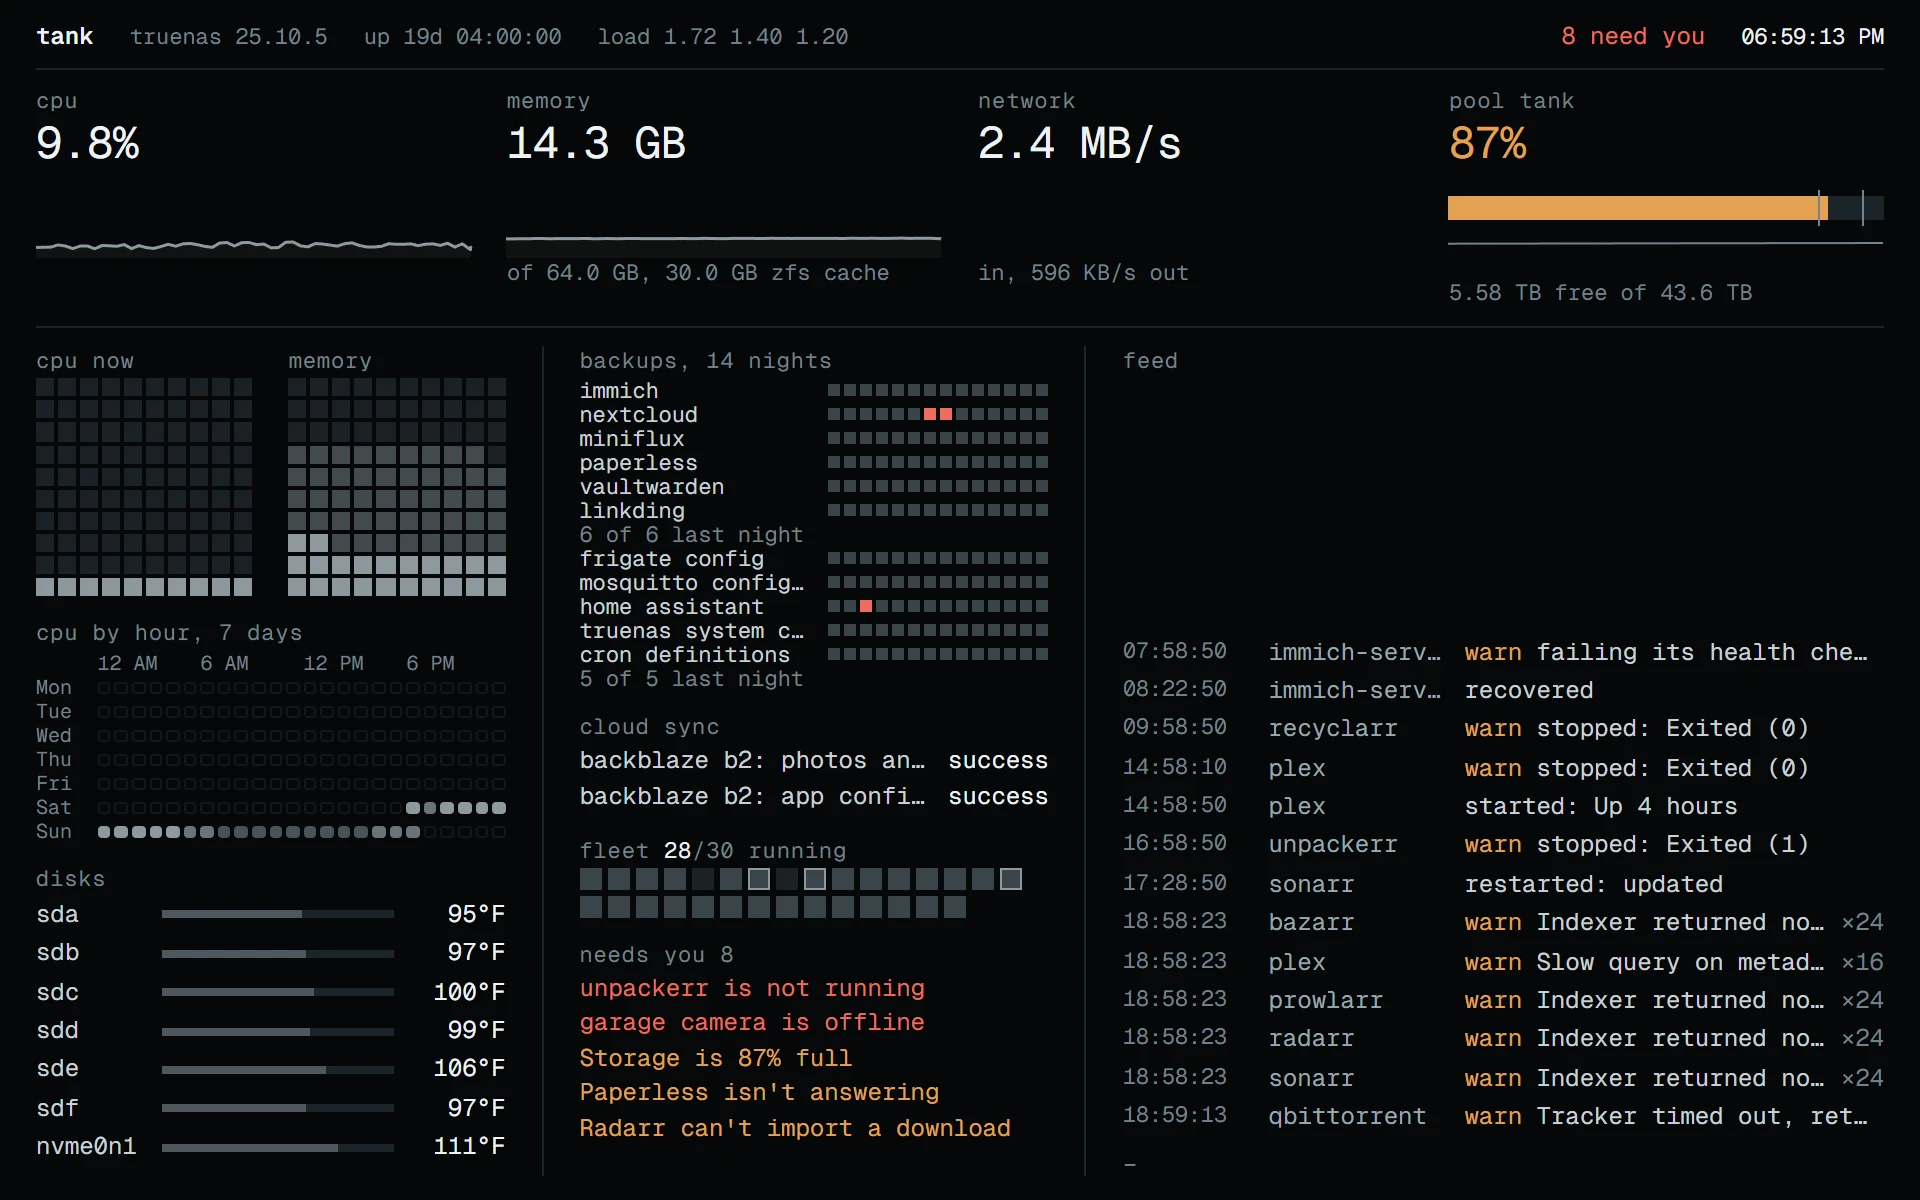 tank truenas 25.10.5 up 19d 04:00:00 load 1.72 1.40 1.20 8 need you 06:59:13 PM
cpu
9.8%
memory
14.3 GB
of 64.0 GB, 30.0 GB zfs cache
network
2.4 MB/s
in, 596 KB/s out
pool tank
87%
5.58 TB free of 43.6 TB
cpu now memory
cpu by hour, 7 days
12 AM 6 AM 12 PM 6 PM
Mon
Tue
Wed
Thu
Fri
Sat
Sun
disks
sda 95°F
sdb 97°F
sdc 100°F
sdd 99°F
sde 106°F
sdf 97°F
nvme0n1 111°F
backups, 14 nights
immich
nextcloud
miniflux
paperless
vaultwarden
linkding
6 of 6 last night
frigate config
mosquitto config…
home assistant
truenas system c…
cron definitions
5 of 5 last night
cloud sync
backblaze b2: photos an… success
backblaze b2: app confi… success
fleet 28/30 running
needs you 8
unpackerr is not running
garage camera is offline
Storage is 87% full
Paperless isn't answering
Radarr can't import a download
feed
07:58:50 immich-serv… warn failing its health che…
08:22:50 immich-serv… recovered
09:58:50 recyclarr warn stopped: Exited (0)
14:58:10 plex warn stopped: Exited (0)
14:58:50 plex started: Up 4 hours
16:58:50 unpackerr warn stopped: Exited (1)
17:28:50 sonarr restarted: updated
18:58:23 bazarr warn Indexer returned no… ×24
18:58:23 plex warn Slow query on metad… ×16
18:58:23 prowlarr warn Indexer returned no… ×24
18:58:23 radarr warn Indexer returned no… ×24
18:58:23 sonarr warn Indexer returned no… ×24
18:59:13 qbittorrent warn Tracker timed out, ret…
_